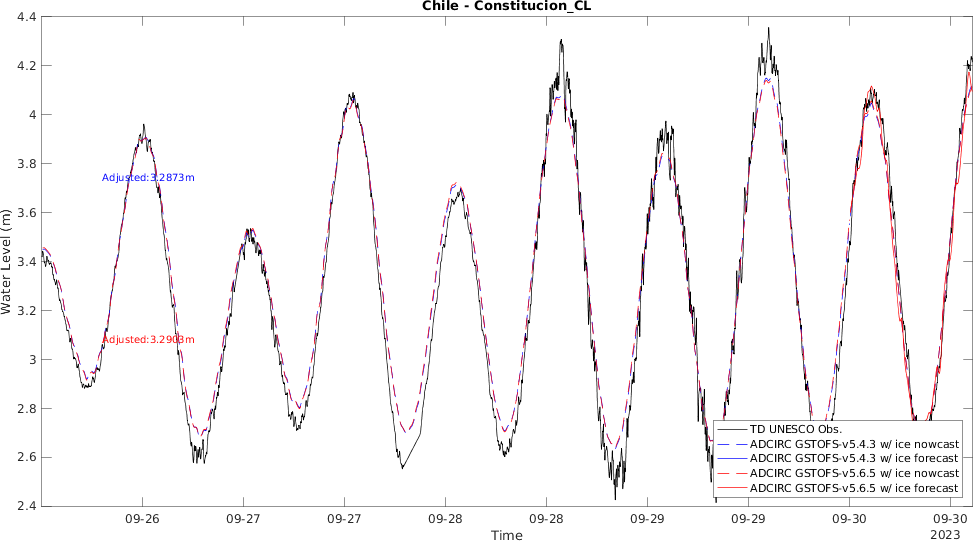 Chile - Constitucion_CL
4.4
4.2
4
3.8
3.6
3.4
3.2
3
2.8
2.6
2.4
Water Level (m)
Adjusted:3.2873m
Adjusted:3.2903m
TD UNESCO Obs.
ADCIRC GSTOFS-v5.4.3 w/ ice nowcast
ADCIRC GSTOFS-v5.4.3 w/ ice forecast
ADCIRC GSTOFS-v5.6.5 w/ ice nowcast
ADCIRC GSTOFS-v5.6.5 w/ ice forecast
09-26 09-27 09-27 09-28 09-28 09-29 09-29 09-30 09-30
2023
Time